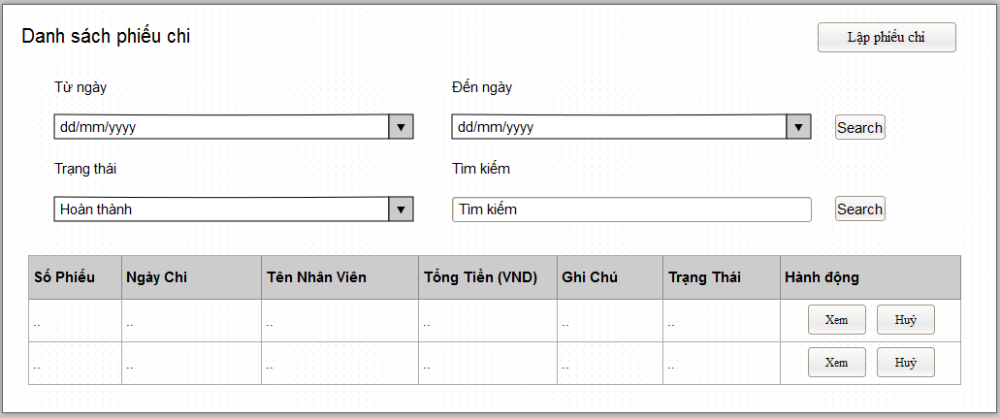 Danh sách phiếu chi
Lập phiếu chi
Từ ngày
Đến ngày
dd/mm/yyyy
dd/mm/yyyy
Search
Trạng thái
Tìm kiếm
Hoàn thành
Tìm kiếm
Search
Số Phiếu Ngày Chi Tên Nhân Viên Tổng Tiền (VND) Ghi Chú Trạng Thái Hành động
.. .. .. .. .. .. Xem Huỷ
.. .. .. .. .. .. Xem Huỷ